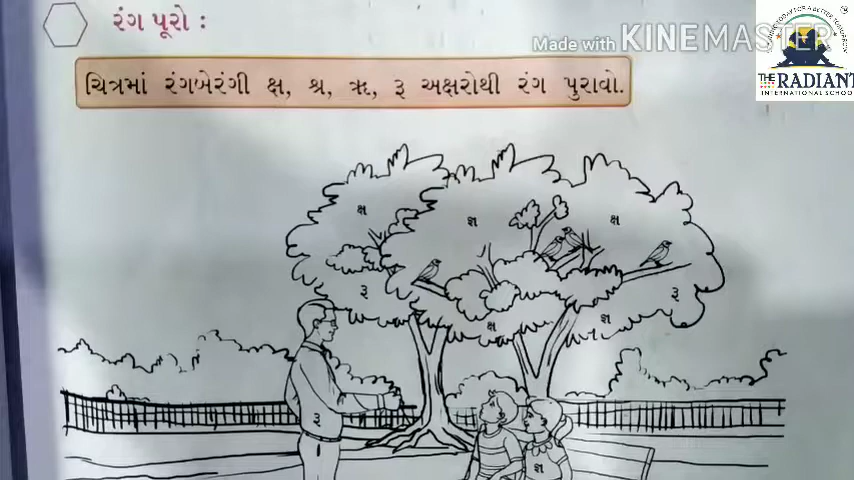 રંગ પૂરો :
Made with KINEMASTER
ચિત્રમાં રંગબેરંગી ક્ષ, શ્ર, ઋ, રૂ અક્ષરોથી રંગ પુરાવો.
THE RADIANT
INTERNATIONAL SCHOOL
ક્ષ
જ્ઞ
ક્ષ
રૂ
રૂ
ક્ષ
જ્ઞ
રૂ
જ્ઞ